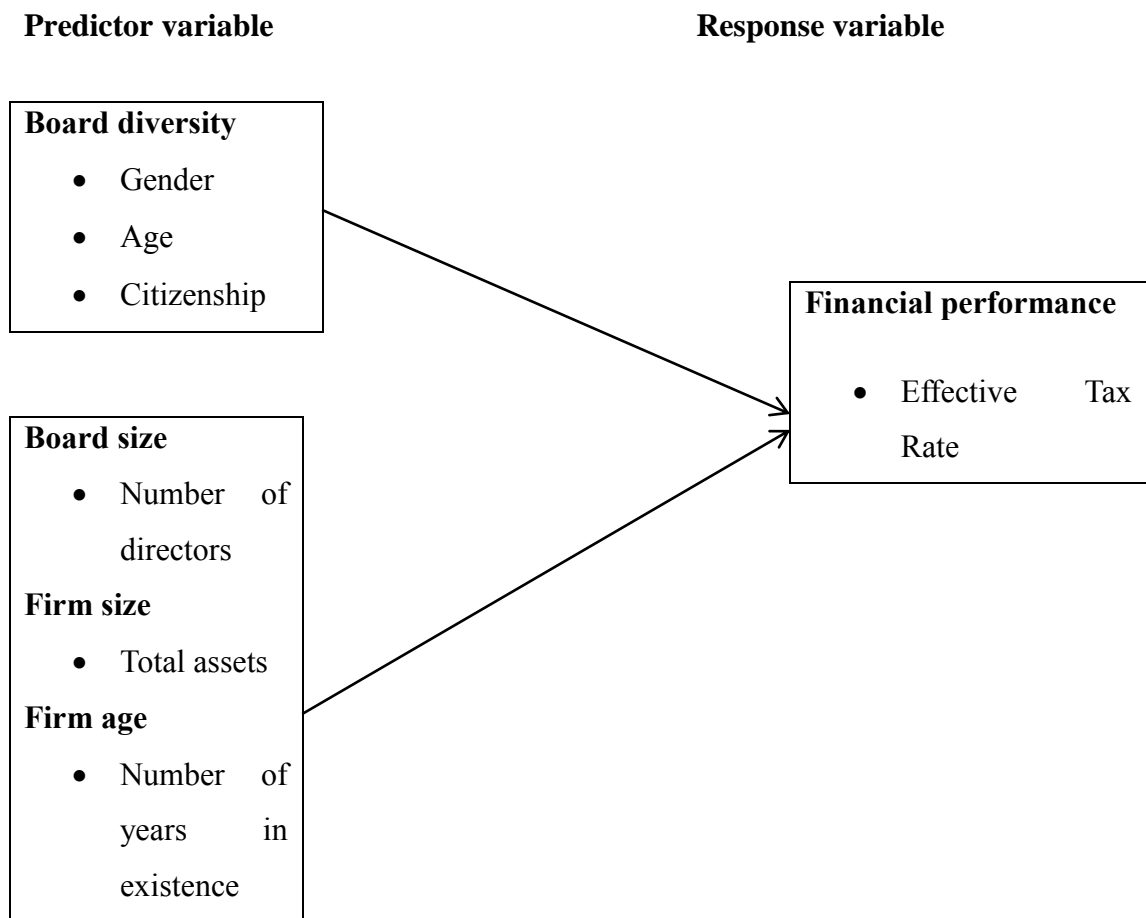 Predictor variable Response variable
Board diversity
• Gender
• Age
• Citizenship
Board size
• Number of
directors
Firm size
• Total assets
Firm age
• Number of
years in
existence
Financial performance
• Effective Tax
Rate